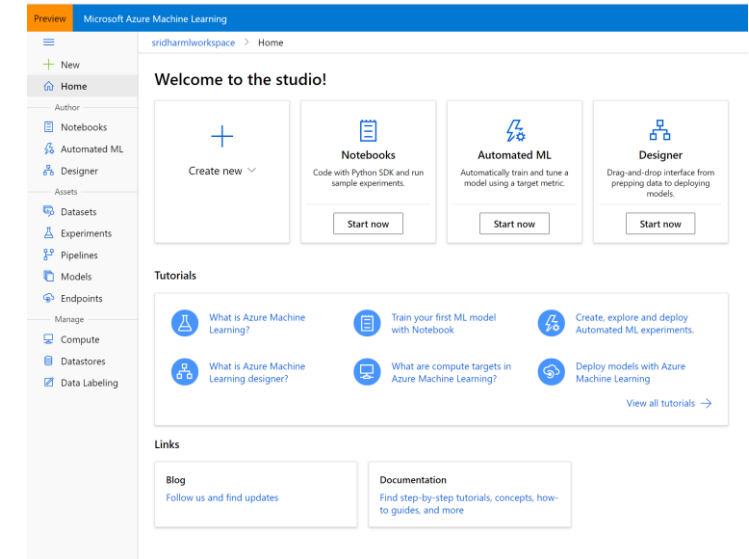 Preview Microsoft Azure Machine Learning
sridharmlworkspace > Home
New
Home
Author
Notebooks
Automated ML
Designer
Assets
Datasets
Experiments
Pipelines
Models
Endpoints
Manage
Compute
Datastores
Data Labeling
Welcome to the studio!
Create new
Notebooks
Code with Python SDK and run
sample experiments.
Start now
Automated ML
Automatically train and tune a
model using a target metric.
Start now
Designer
Drag-and-drop interface from
prepping data to deploying
models.
Start now
Tutorials
What is Azure Machine
Learning?
Train your first ML model
with Notebook
Create, explore and deploy
Automated ML experiments.
What is Azure Machine
Learning designer?
What are compute targets in
Azure Machine Learning?
Deploy models with Azure
Machine Learning
View all tutorials
Links
Blog
Follow us and find updates
Documentation
Find step-by-step tutorials, concepts, how-
to guides, and more